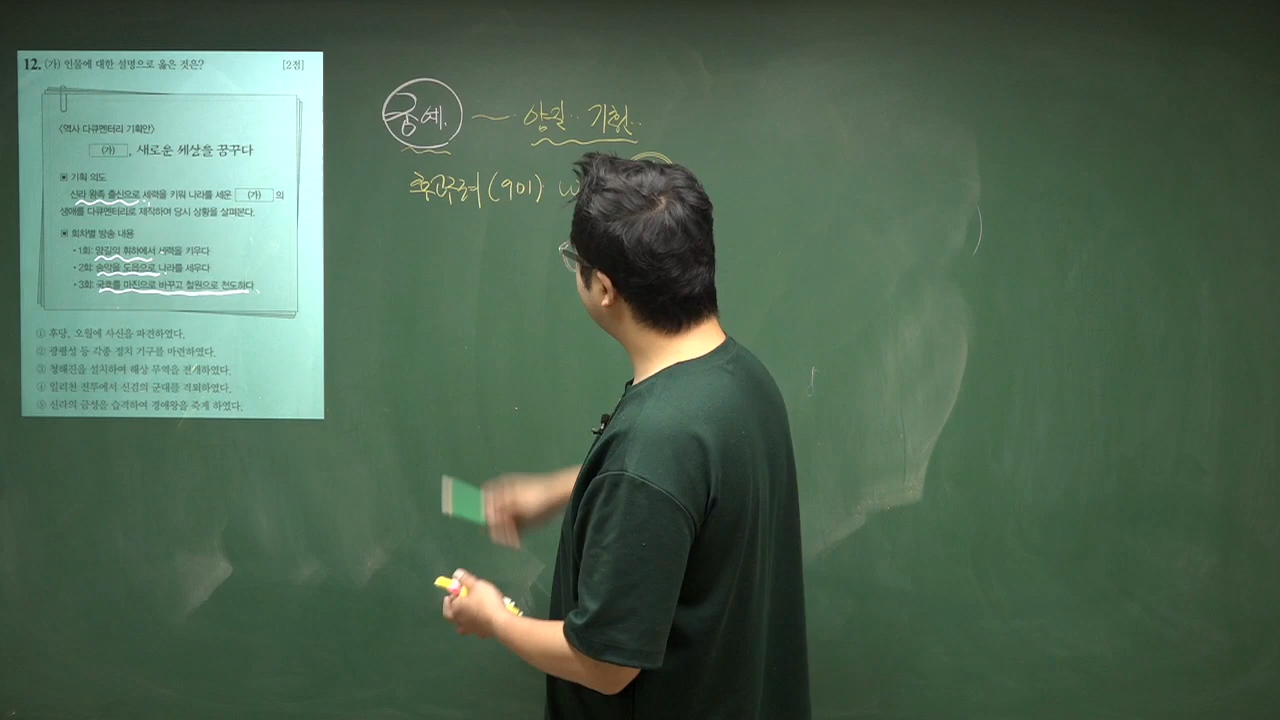 12. (가) 인물에 대한 설명으로 옳은 것은? [2점]
<역사 다큐멘터리 기획안>
(가), 새로운 세상을 꿈꾸다
▣ 기획 의도
신라 왕족 출신으로 세력을 키워 나라를 세운 (가) 의
생애를 다큐멘터리로 제작하여 당시 상황을 살펴본다.
▣ 회차별 방송 내용
• 1회: 양길의 휘하에서 세력을 키우다
• 2회: 송악을 도읍으로 나라를 세우다
• 3회: 국호를 마진으로 바꾸고 철원으로 천도하다
① 후당, 오월에 사신을 파견하였다.
② 광평성 등 각종 정치 기구를 마련하였다.
③ 청해진을 설치하여 해상 무역을 전개하였다.
④ 일리천 전투에서 신검의 군대를 격퇴하였다.
⑤ 신라의 금성을 습격하여 경애왕을 죽게 하였다.
궁예. ~ 양길.. 기훤..
후고구려 (901)